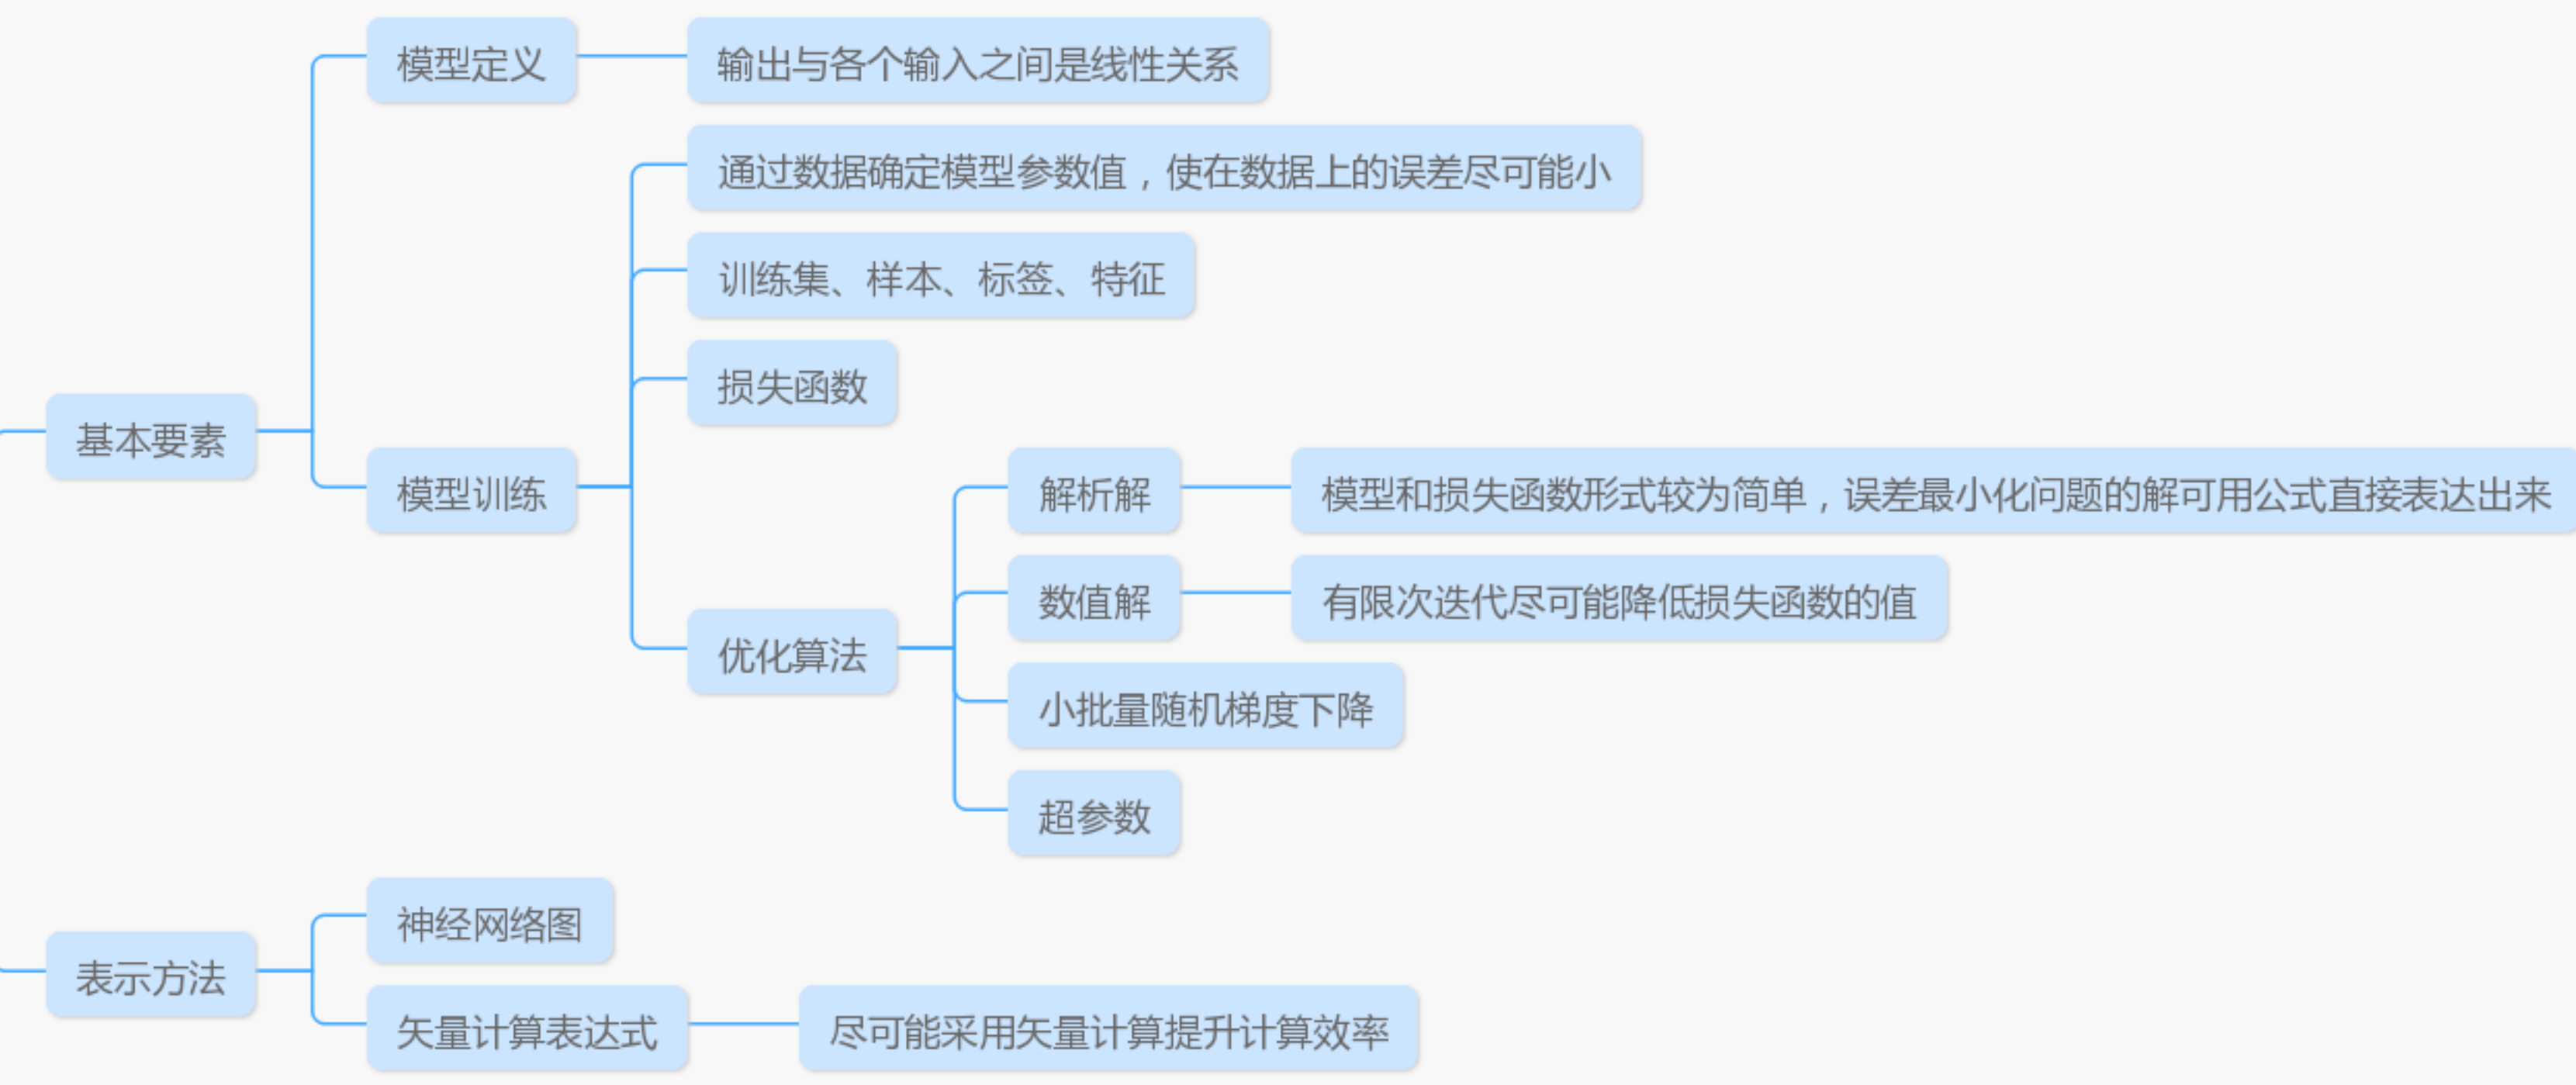 模型定义
输出与各个输入之间是线性关系
通过数据确定模型参数值，使在数据上的误差尽可能小
训练集、样本、标签、特征
损失函数
基本要素
模型训练
解析解
模型和损失函数形式较为简单，误差最小化问题的解可用公式直接表达出来
数值解
有限次迭代尽可能降低损失函数的值
优化算法
小批量随机梯度下降
超参数
神经网络图
表示方法
矢量计算表达式
尽可能采用矢量计算提升计算效率